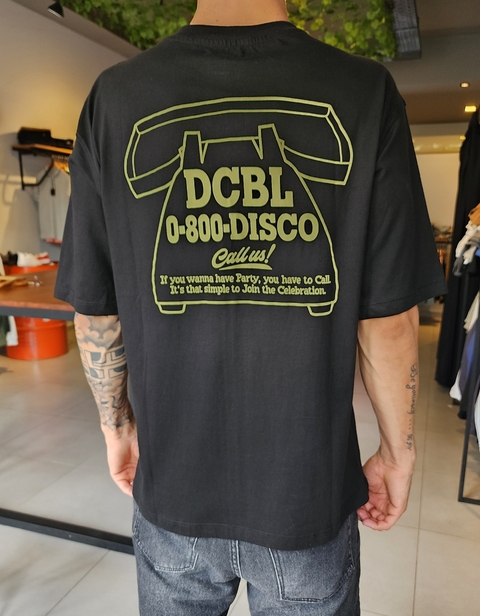 DCBL
0-800-DISCO
Call us!
If you wanna have Party, you have to Call.
It's that simple to Join the Celebration.